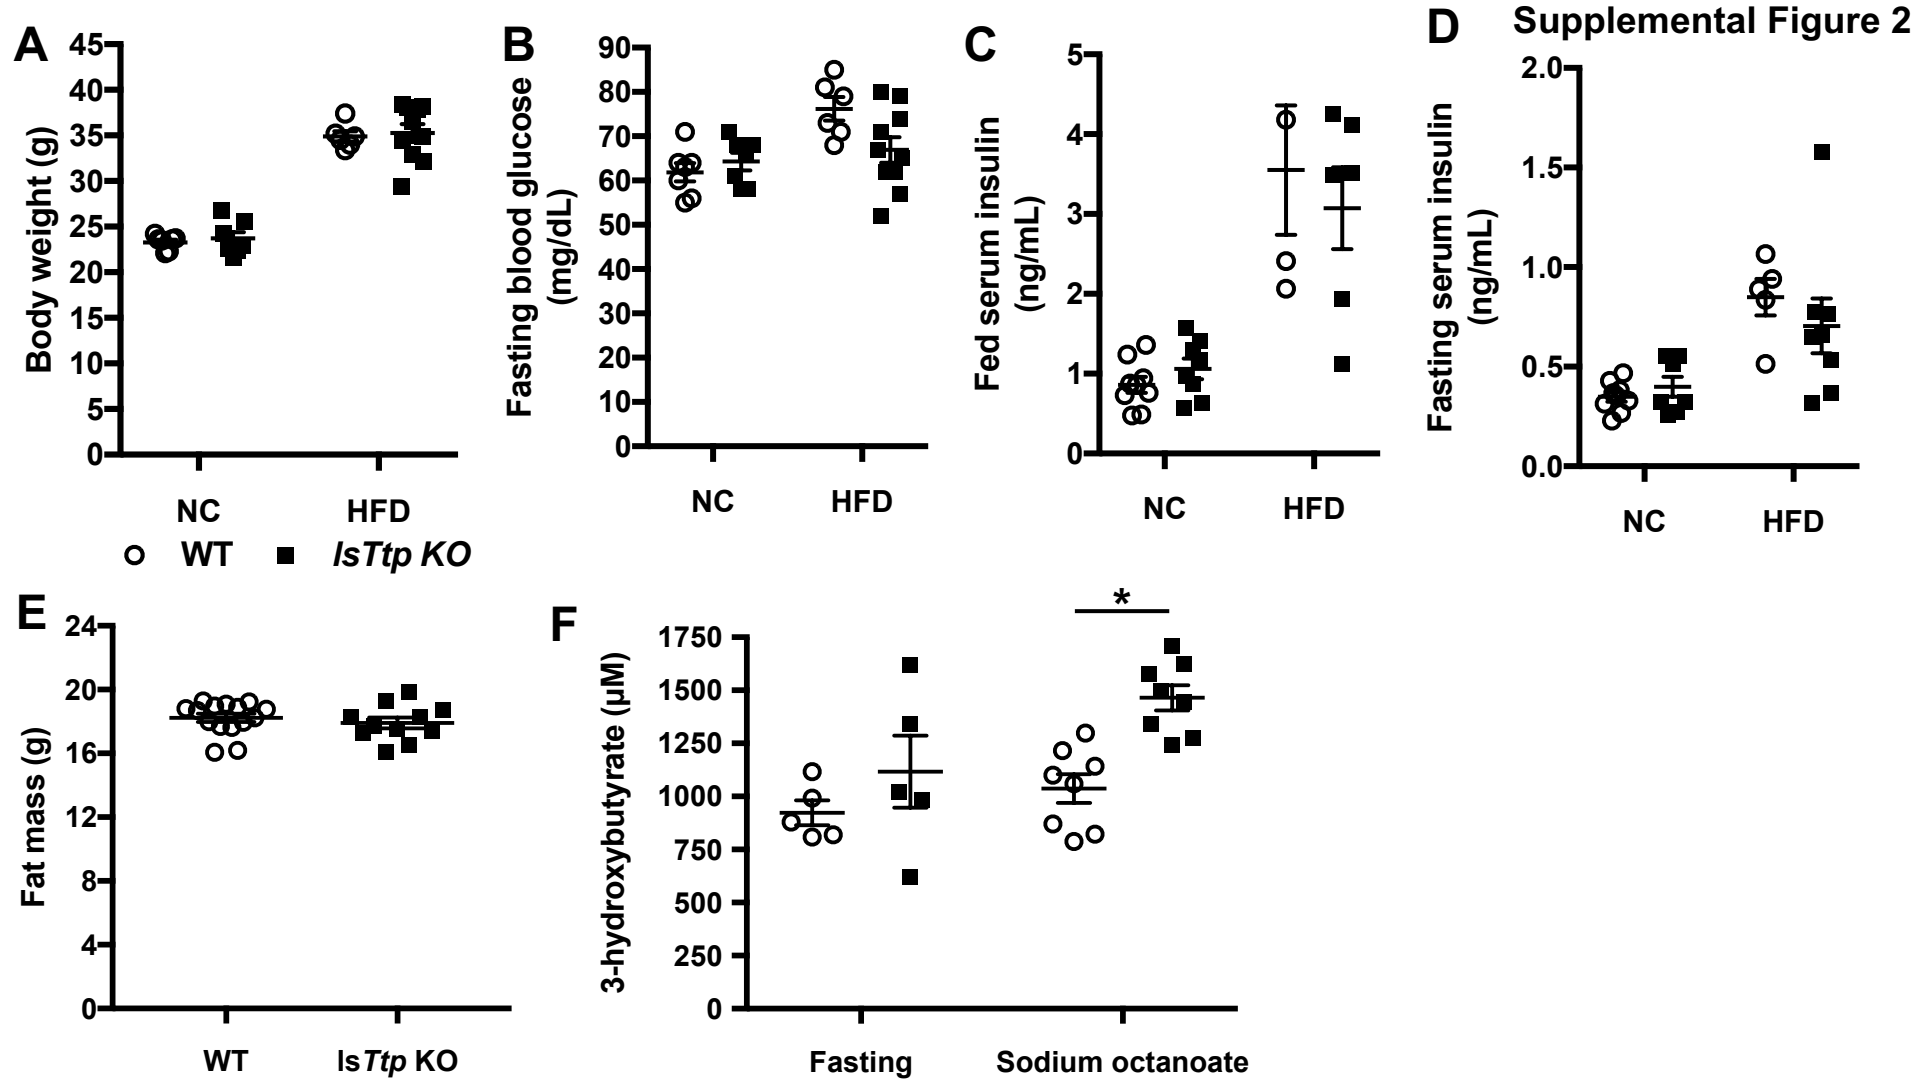 Supplemental Figure 2
A
45
40
35
30
25
20
15
10
5
0
Body weight (g)
NC HFD
WT lsTtp KO
B
90
80
70
60
50
40
30
20
10
0
Fasting blood glucose
(mg/dL)
NC HFD
C
5
4
3
2
1
0
Fed serum insulin
(ng/mL)
NC HFD
D
2.0
1.5
1.0
0.5
0.0
Fasting serum insulin
(ng/mL)
NC HFD
E
24
20
16
12
8
4
0
Fat mass (g)
WT lsTtp KO
F
1750
1500
1250
1000
750
500
250
0
3-hydroxybutyrate (µM)
*
Fasting Sodium octanoate